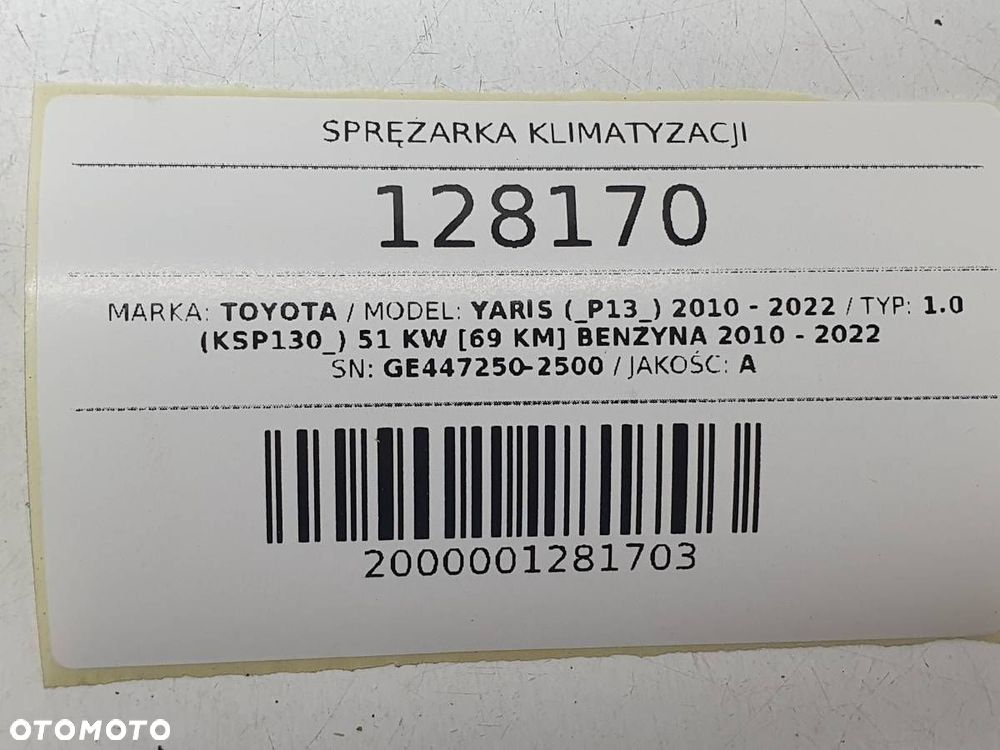 SPRĘŻARKA KLIMATYZACJI
128170
MARKA: TOYOTA / MODEL: YARIS (_P13_) 2010 - 2022 / TYP: 1.0
(KSP130_) 51 KW [69 KM] BENZYNA 2010 - 2022
SN: GE447250-2500 / JAKOŚĆ: A
2000001281703
OTOMOTO